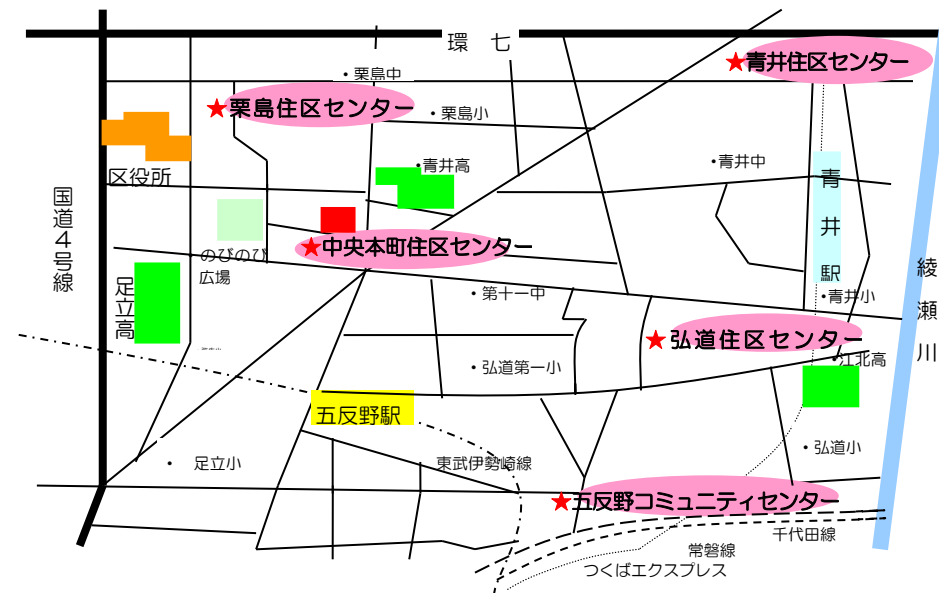 環 七
★青井住区センター
・栗島中
★栗島住区センター
・栗島小
・青井高
・青井中
区役所
国道4号線
青井駅
のびのび
広場
★中央本町住区センター
綾瀬川
足立高
・第十一中
・青井小
★弘道住区センター
・江北高
・弘道第一小
五反野駅
・弘道小
・ 足立小
東武伊勢崎線
★五反野コミュニティセンター
千代田線
常磐線
つくばエクスプレス